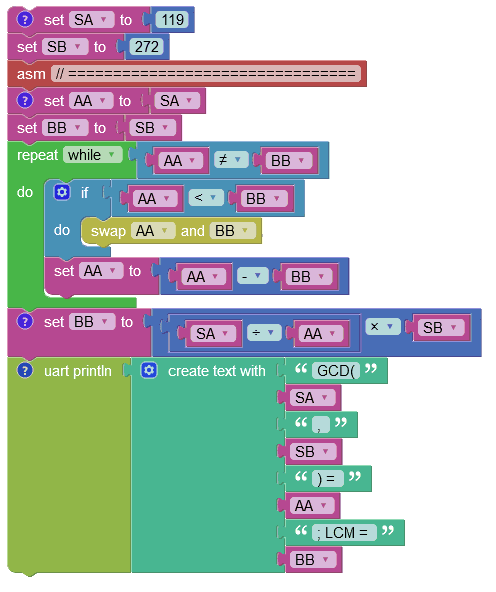 ? set SA ▾ to 119
set SB ▾ to 272
asm // ================================
? set AA ▾ to SA ▾
set BB ▾ to SB ▾
repeat while ▾ AA ▾ ≠ ▾ BB ▾
do if AA ▾ < ▾ BB ▾
do swap AA ▾ and BB ▾
set AA ▾ to AA ▾ - ▾ BB ▾
? set BB ▾ to SA ▾ ÷ ▾ AA ▾ × ▾ SB ▾
? uart println create text with “ GCD( ”
SA ▾
“ , ”
SB ▾
“ ) = ”
AA ▾
“ ; LCM = ”
BB ▾